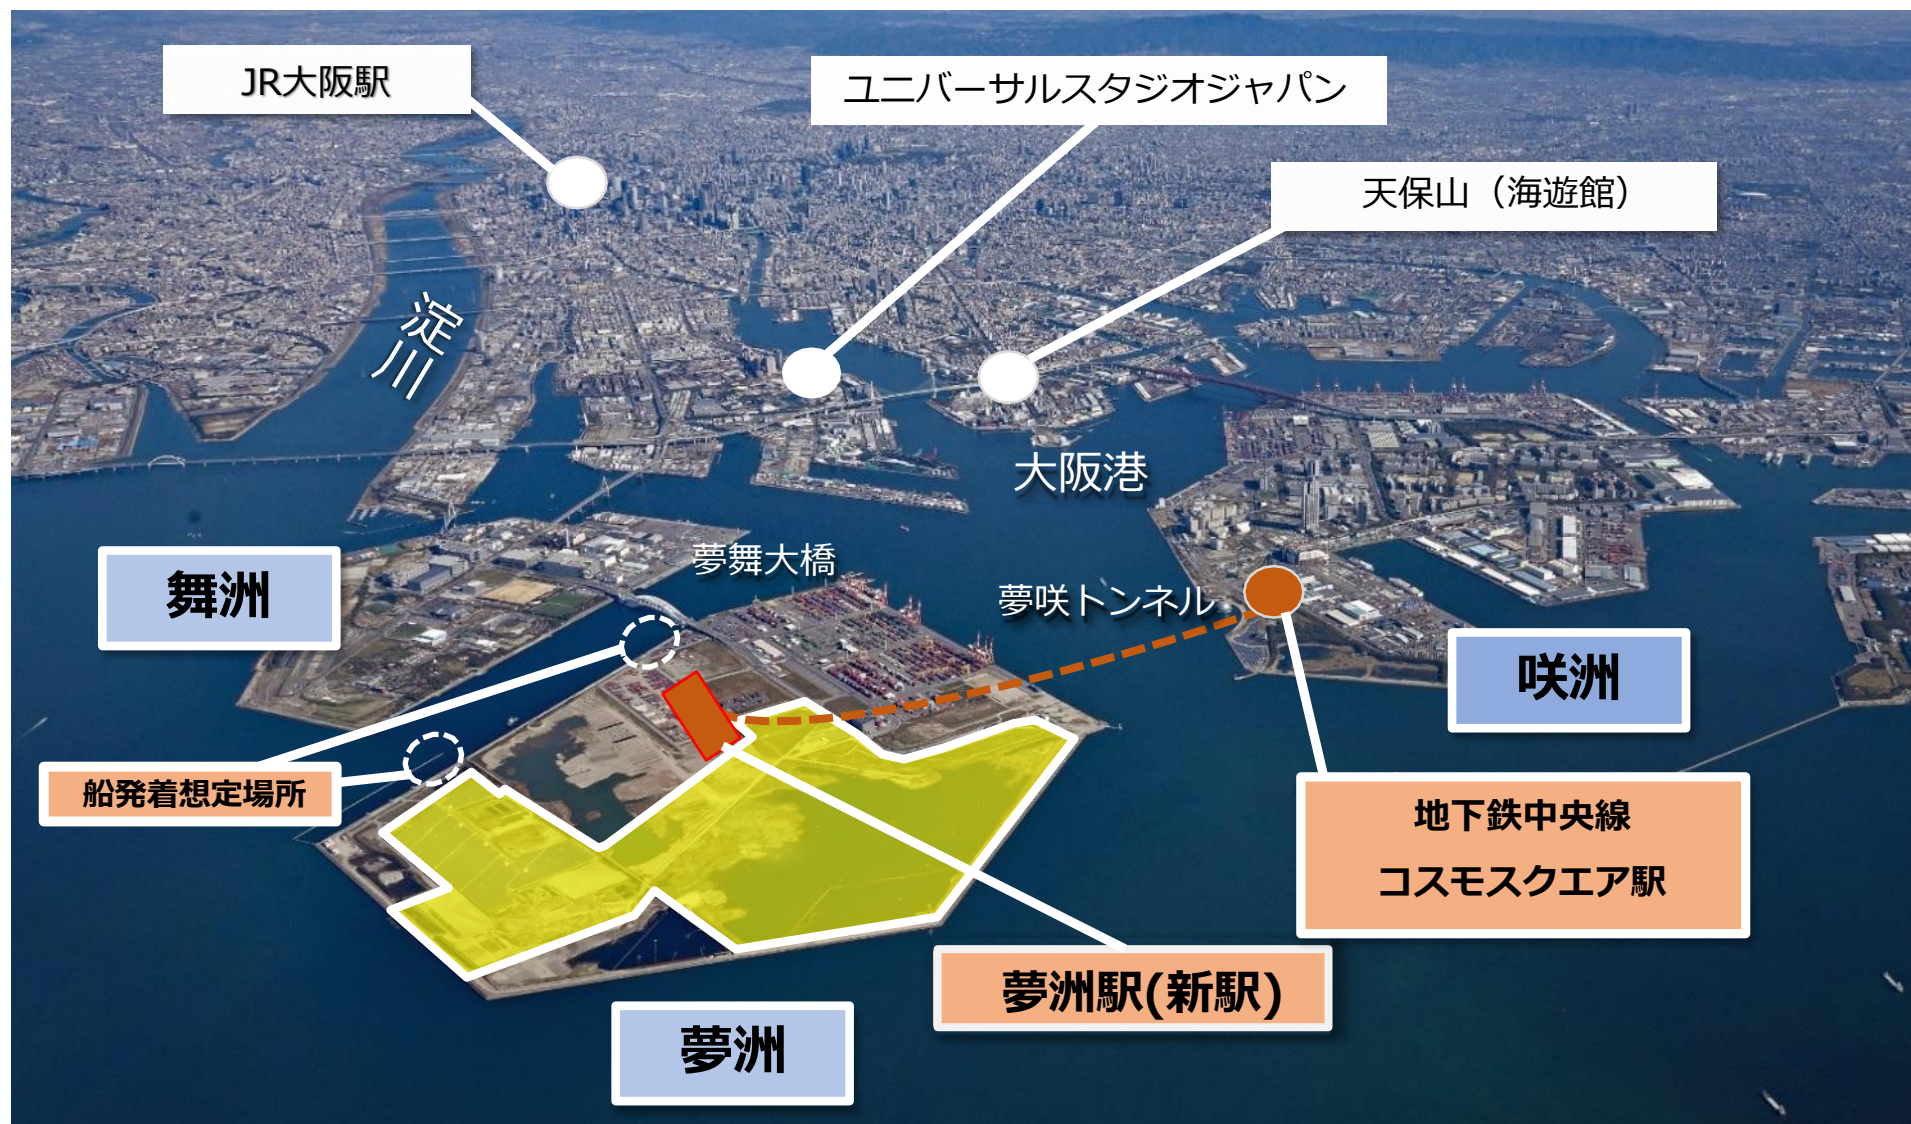 JR大阪駅
ユニバーサルスタジオジャパン
天保山（海遊館）
淀川
大阪港
夢舞大橋
舞洲
夢咲トンネル
咲洲
船発着想定場所
地下鉄中央線
コスモスクエア駅
夢洲駅(新駅)
夢洲